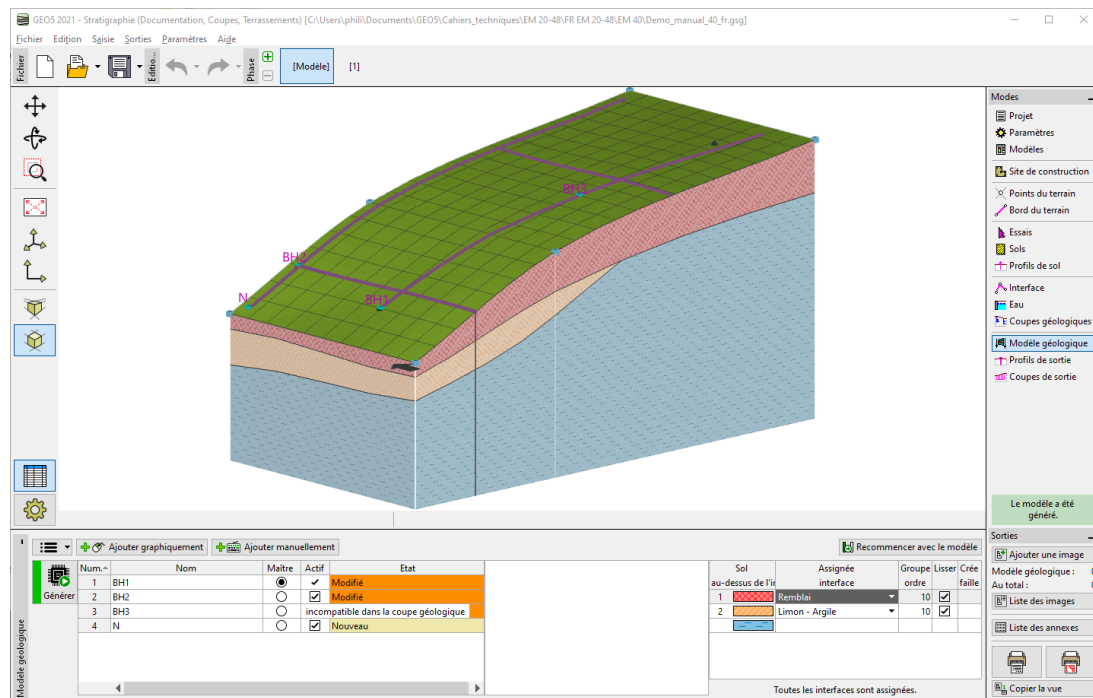 GEO5 2021 - Stratigraphie (Documentation, Coupes, Terrassements) [C:\Users\phili\Documents\GEO5\Cahiers_techniques\EM 20-48\FR EM 20-48\EM 40\Demo_manual_40_fr.gsg]
Fichier Edition Saisie Sorties Paramètres Aide
Fichier
Editio...
Phase
[Modèle] [1]
BH3
BH2
N
BH1
Modes
Projet
Paramètres
Modèles
Site de construction
Points du terrain
Bord du terrain
Essais
Sols
Profils de sol
Interface
Eau
Coupes géologiques
Modèle géologique
Profils de sortie
Coupes de sortie
Le modèle a été
généré.
Sorties
Ajouter une image
Modèle géologique : 0
Au total : 0
Liste des images
Liste des annexes
Copier la vue
Modèle géologique
Ajouter graphiquement Ajouter manuellement Recommencer avec le modèle
Générer
Num. Nom Maître Actif Etat
1 BH1 Modifié
2 BH2 Modifié
3 BH3 incompatible dans la coupe géologique
4 N Nouveau
Sol Assignée Groupe Lisser Crée
au-dessus de l'i interface ordre faille
1 Remblai 10
2 Limon - Argile 10
Toutes les interfaces sont assignées.